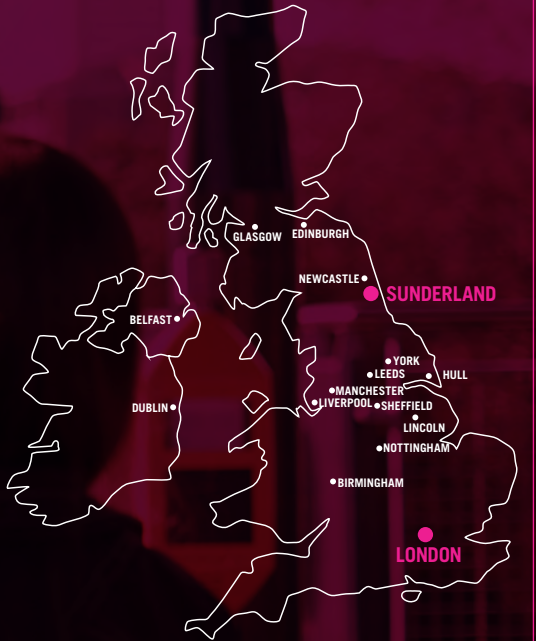 GLASGOW
EDINBURGH
NEWCASTLE
SUNDERLAND
BELFAST
YORK
LEEDS
HULL
MANCHESTER
LIVERPOOL
SHEFFIELD
DUBLIN
LINCOLN
NOTTINGHAM
BIRMINGHAM
LONDON